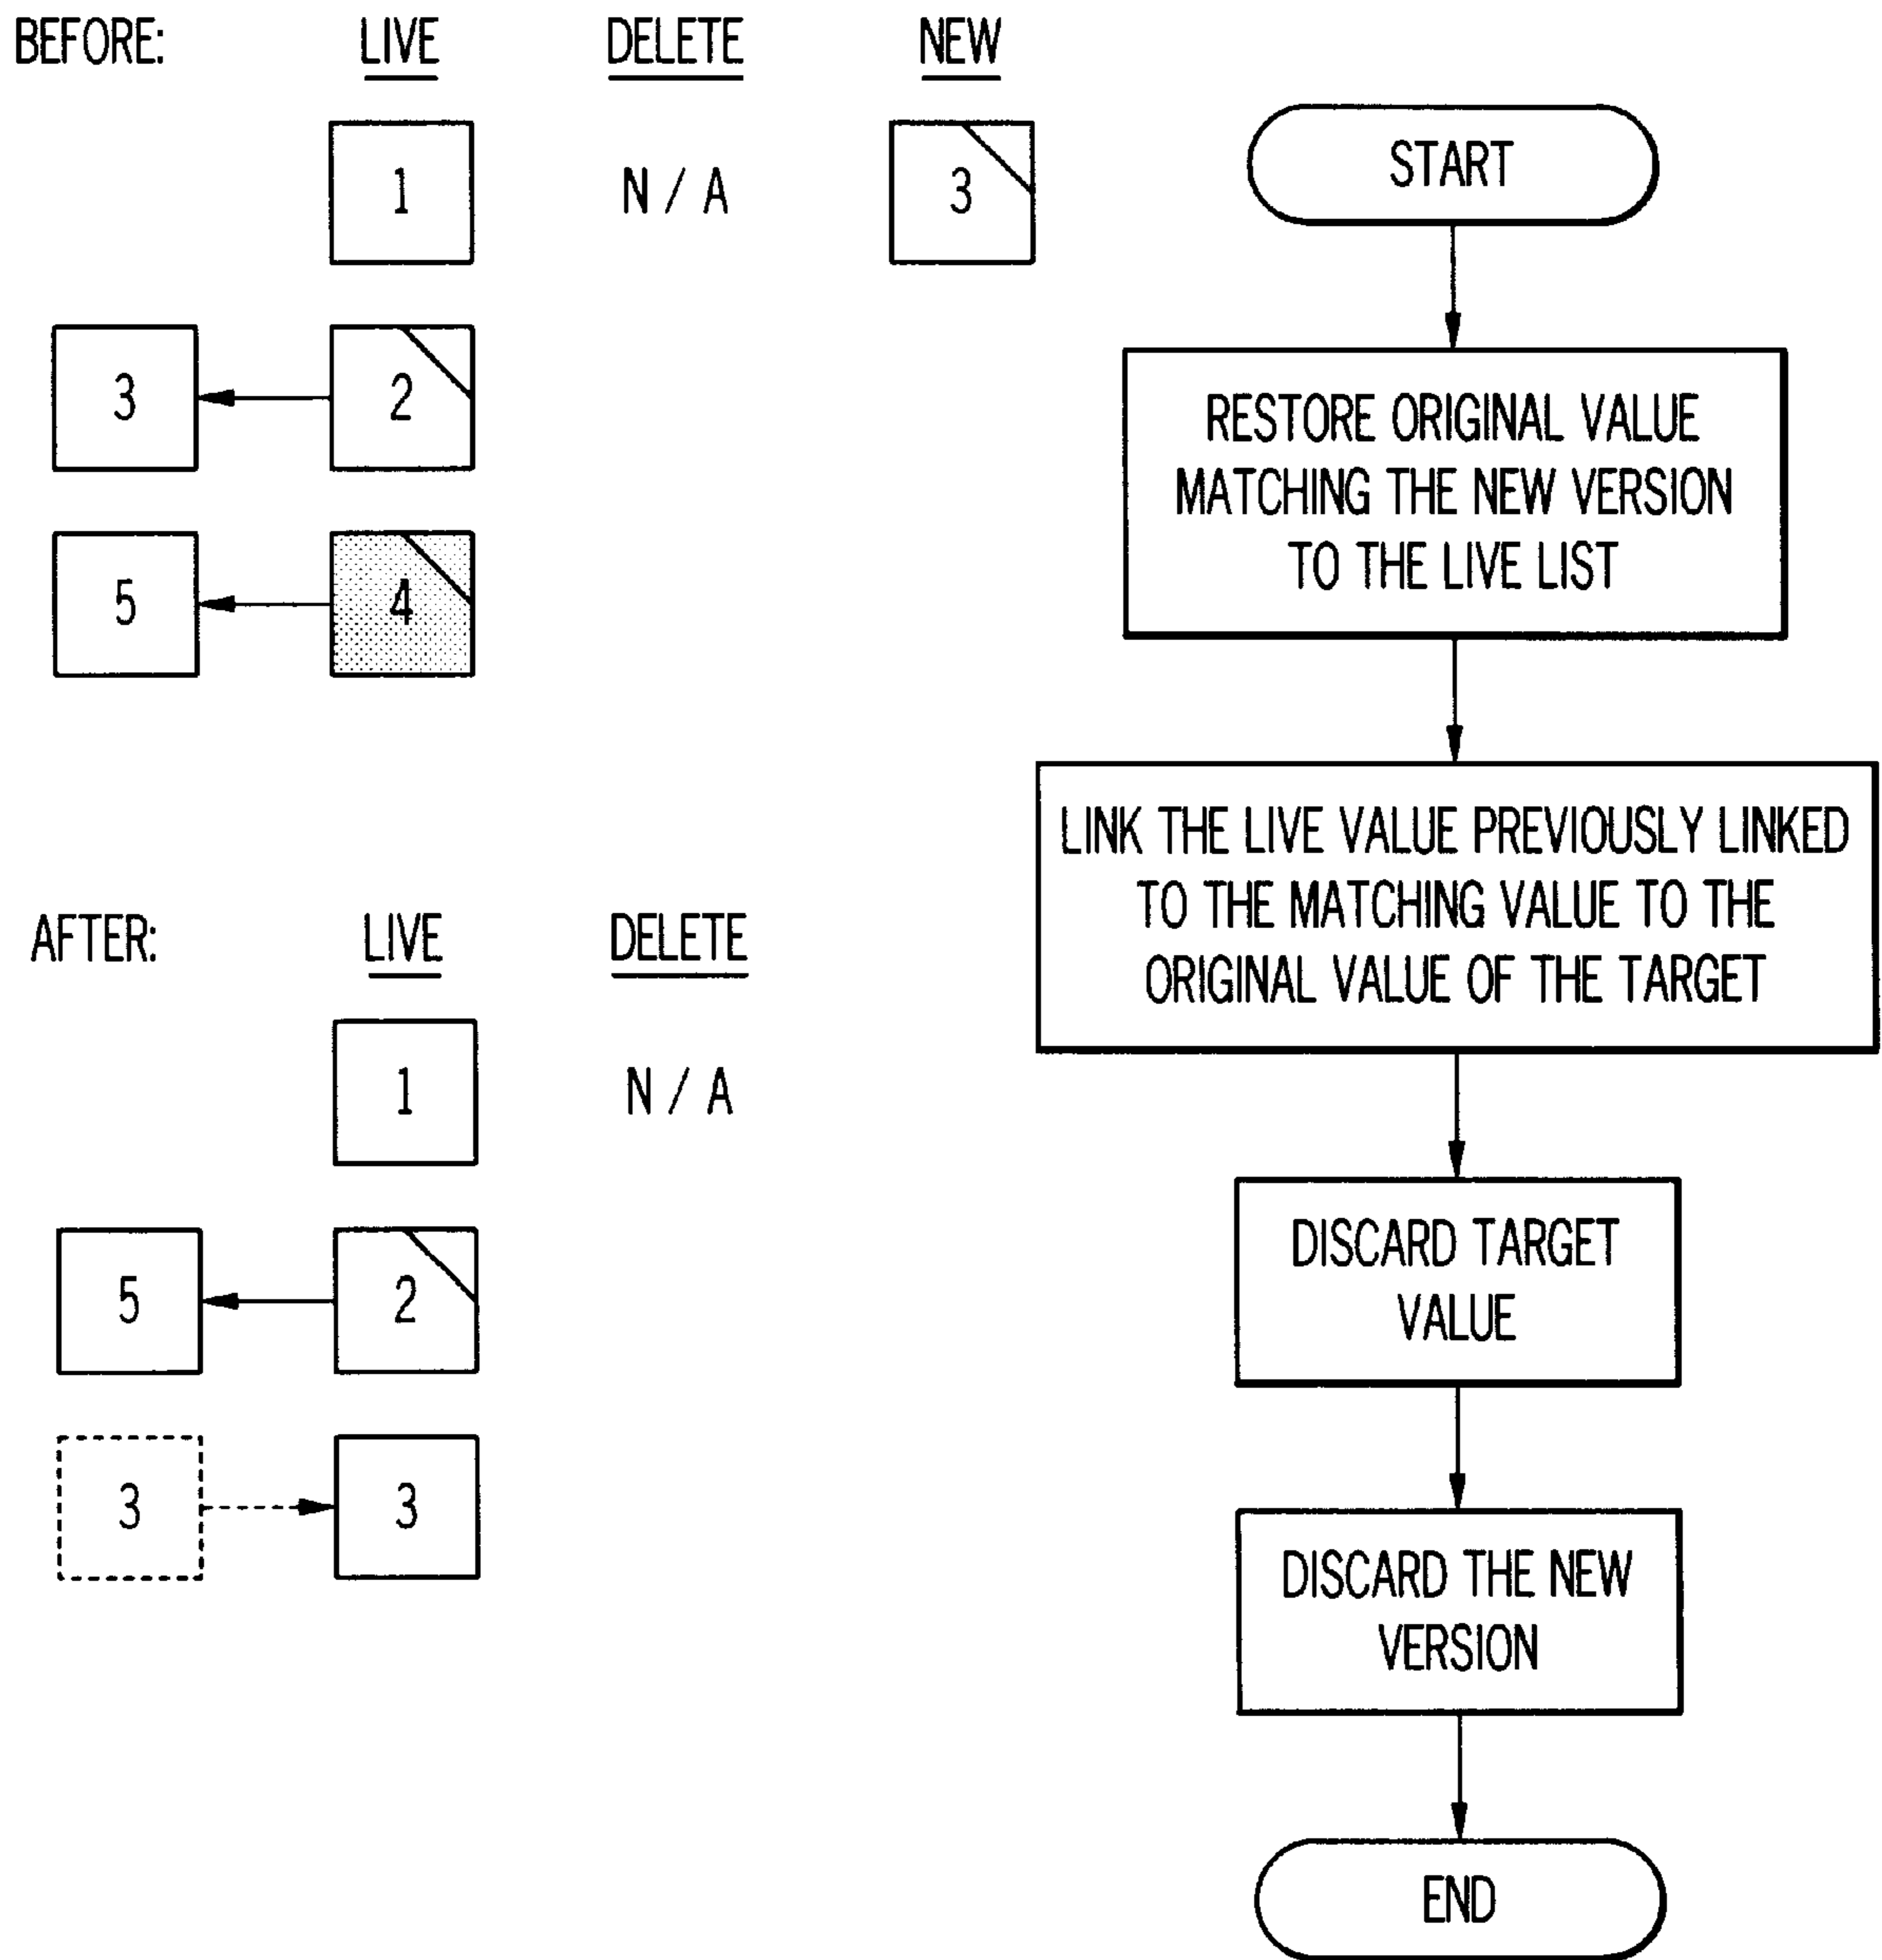 BEFORE: LIVE DELETE NEW
1 N / A 3
3 2
5 4
AFTER: LIVE DELETE
1 N / A
5 2
3 3
START
RESTORE ORIGINAL VALUE
MATCHING THE NEW VERSION
TO THE LIVE LIST
LINK THE LIVE VALUE PREVIOUSLY LINKED
TO THE MATCHING VALUE TO THE
ORIGINAL VALUE OF THE TARGET
DISCARD TARGET
VALUE
DISCARD THE NEW
VERSION
END